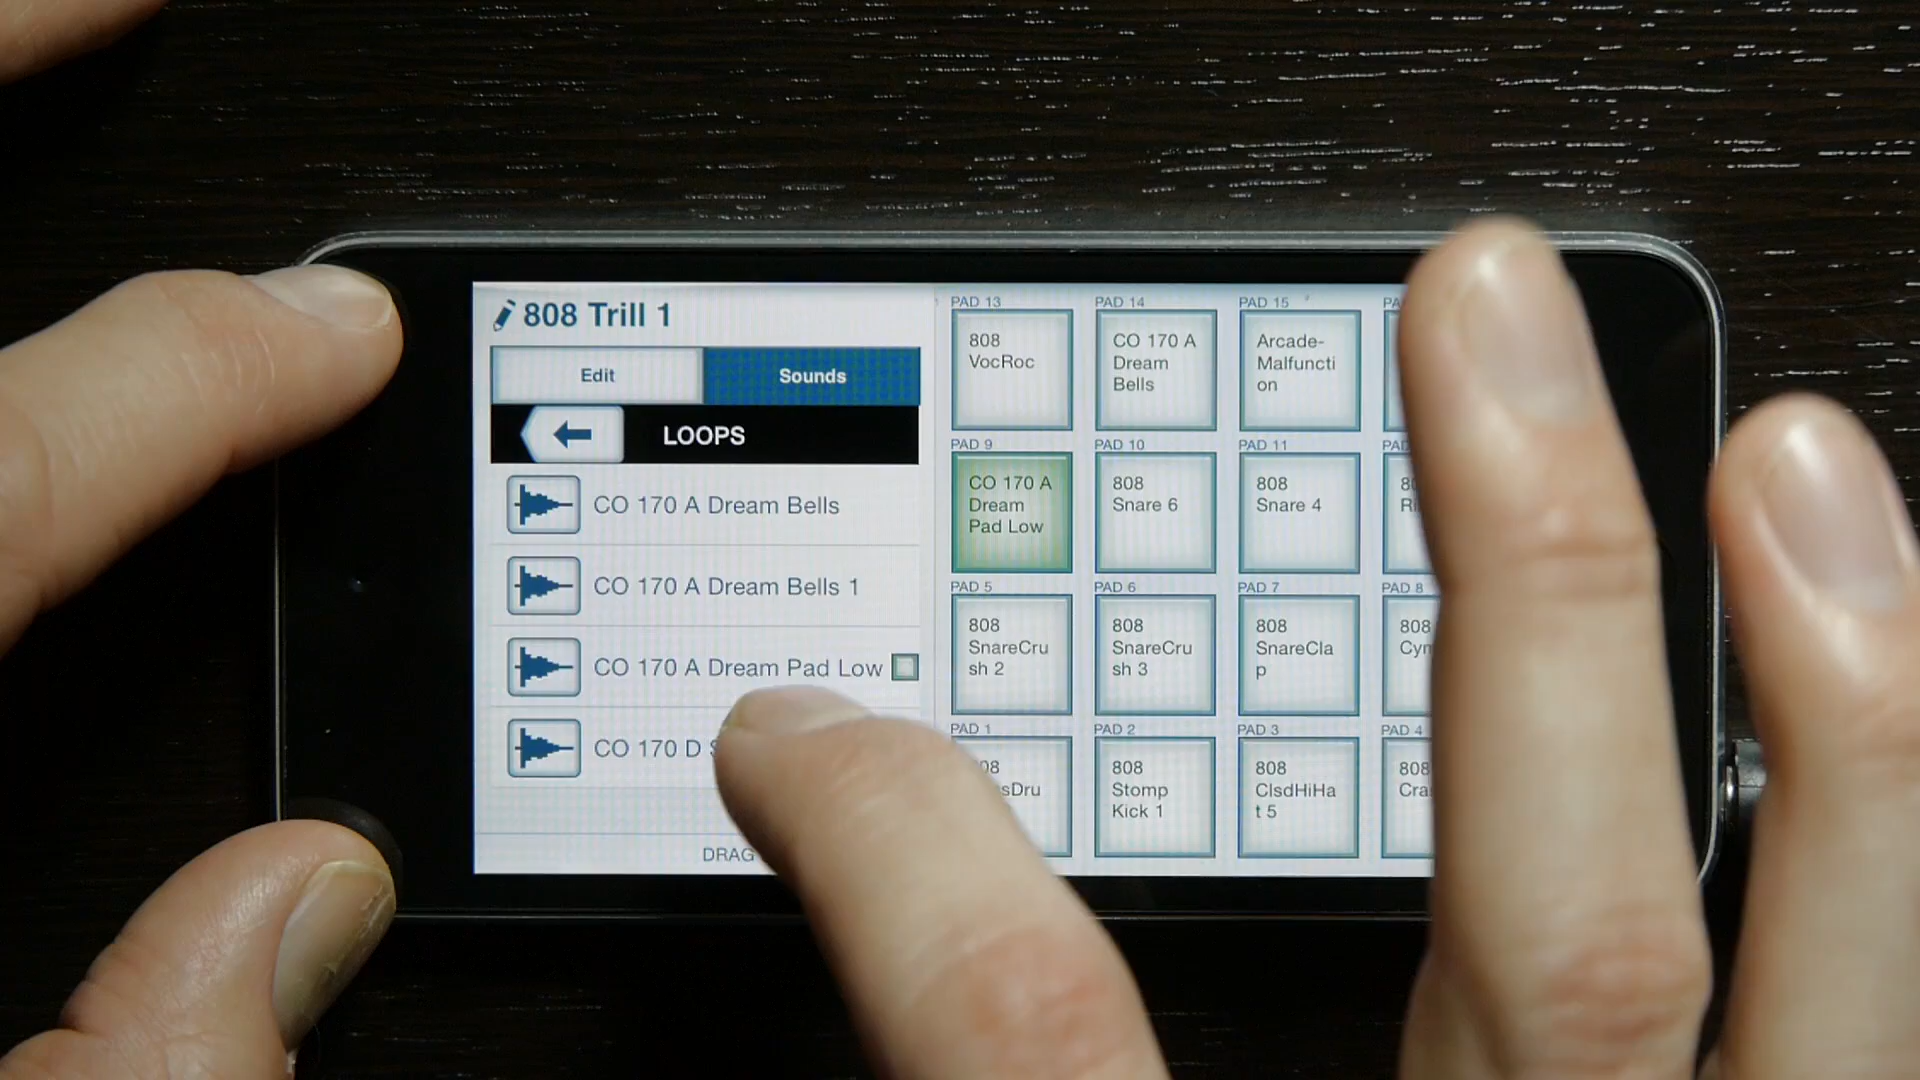 808 Trill 1
Edit
Sounds
LOOPS
CO 170 A Dream Bells
CO 170 A Dream Bells 1
CO 170 A Dream Pad Low
CO 170 D
DRAG
PAD 13
808
VocRoc
PAD 14
CO 170 A
Dream
Bells
PAD 15
Arcade-
Malfuncti
on
PAD 9
CO 170 A
Dream
Pad Low
PAD 10
808
Snare 6
PAD 11
808
Snare 4
PAD 5
808
SnareCru
sh 2
PAD 6
808
SnareCru
sh 3
PAD 7
808
SnareCla
p
PAD 8
808
Cym
PAD 1
PAD 2
808
Stomp
Kick 1
PAD 3
808
ClsdHiHa
t 5
PAD 4
808
Cra